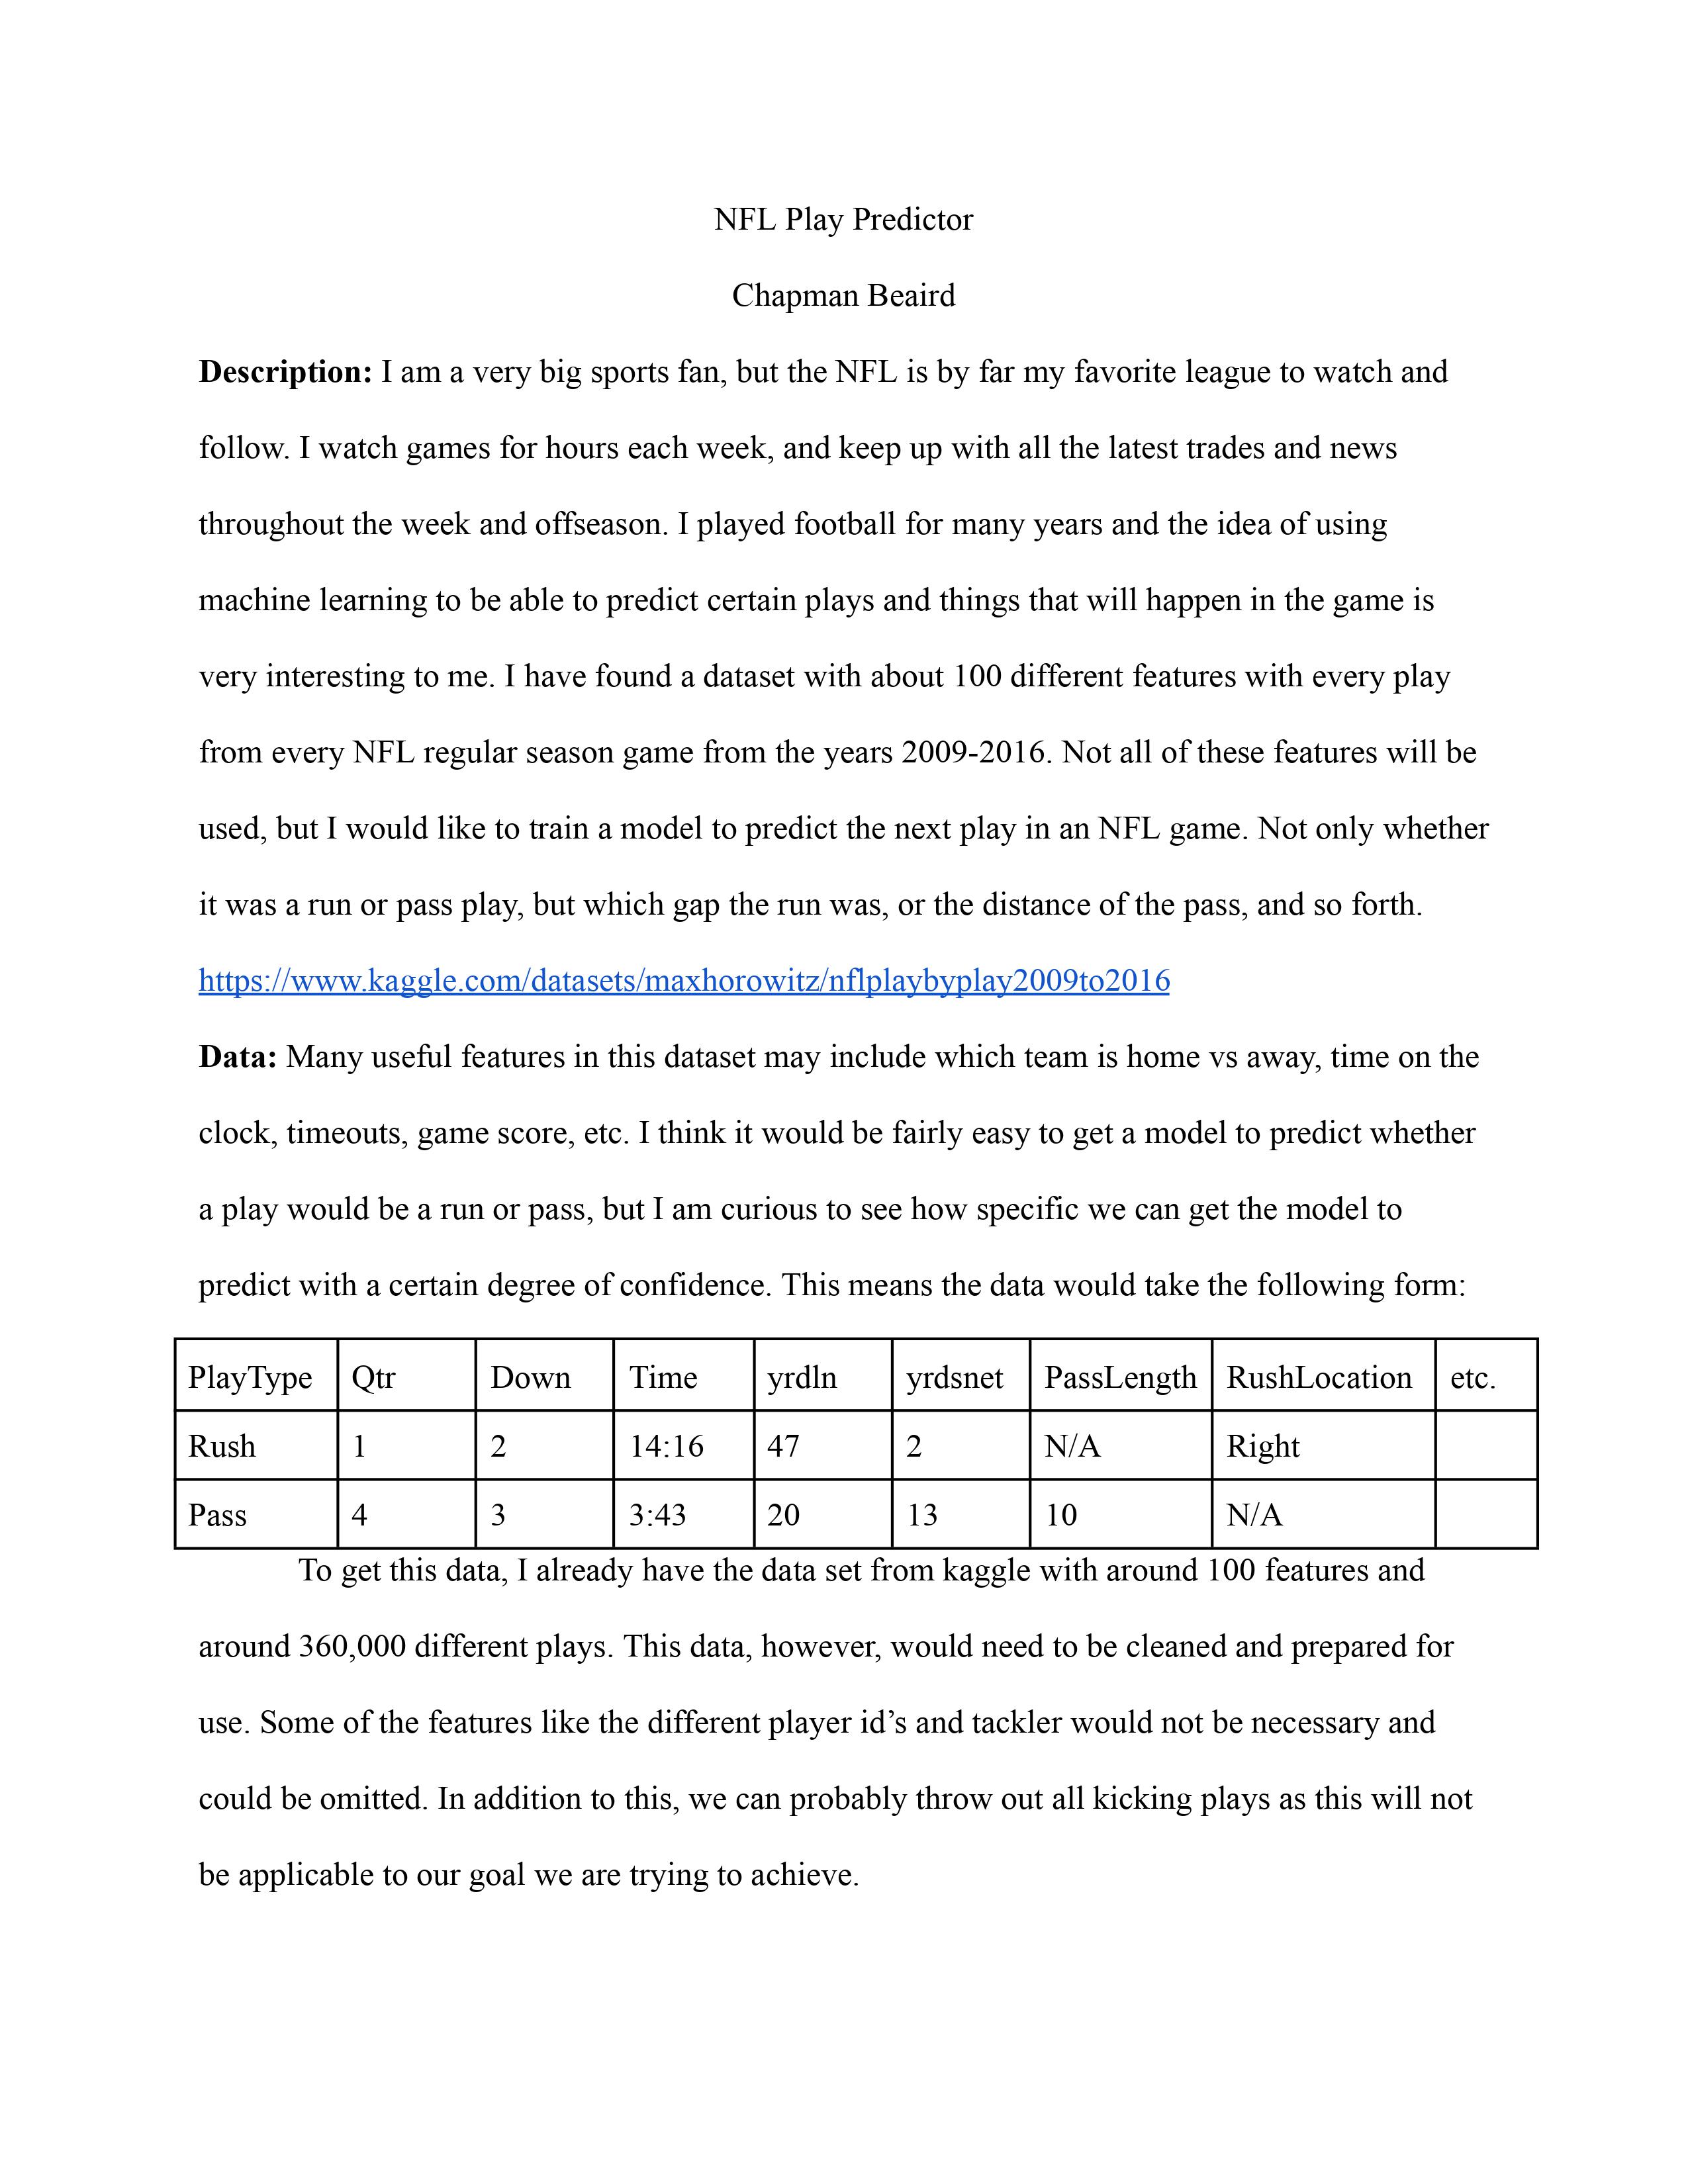 NFL Play Predictor
Chapman Beaird
Description: I am a very big sports fan, but the NFL is by far my favorite league to watch and
follow. I watch games for hours each week, and keep up with all the latest trades and news
throughout the week and offseason. I played football for many years and the idea of using
machine learning to be able to predict certain plays and things that will happen in the game is
very interesting to me. I have found a dataset with about 100 different features with every play
from every NFL regular season game from the years 2009-2016. Not all of these features will be
used, but I would like to train a model to predict the next play in an NFL game. Not only whether
it was a run or pass play, but which gap the run was, or the distance of the pass, and so forth.
https://www.kaggle.com/datasets/maxhorowitz/nflplaybyplay2009to2016
Data: Many useful features in this dataset may include which team is home vs away, time on the
clock, timeouts, game score, etc. I think it would be fairly easy to get a model to predict whether
a play would be a run or pass, but I am curious to see how specific we can get the model to
predict with a certain degree of confidence. This means the data would take the following form:
PlayType Qtr Down Time yrdln yrdsnet PassLength RushLocation etc.
Rush 1 2 14:16 47 2 N/A Right
Pass 4 3 3:43 20 13 10 N/A
To get this data, I already have the data set from kaggle with around 100 features and
around 360,000 different plays. This data, however, would need to be cleaned and prepared for
use. Some of the features like the different player id’s and tackler would not be necessary and
could be omitted. In addition to this, we can probably throw out all kicking plays as this will not
be applicable to our goal we are trying to achieve.